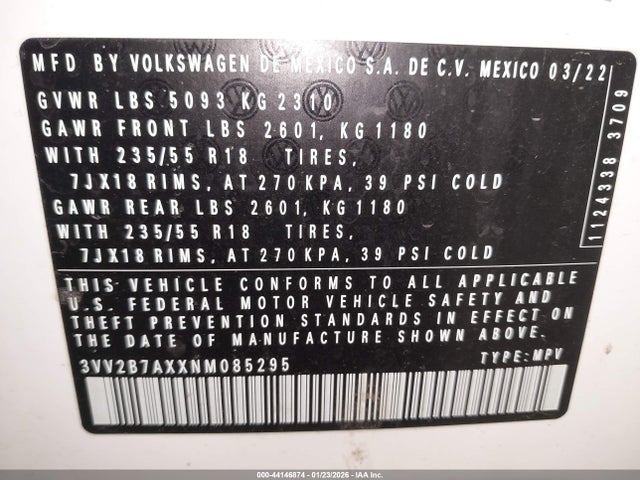 MFD BY VOLKSWAGEN DE MEXICO S.A. DE C.V. MEXICO 03/22
GVWR LBS 5093 KG 2310
GAWR FRONT LBS 2601, KG 1180
WITH 235/55 R18 TIRES,
7JX18 RIMS, AT 270 KPA, 39 PSI COLD
GAWR REAR LBS 2601, KG 1180
WITH 235/55 R18 TIRES,
7JX18 RIMS, AT 270 KPA, 39 PSI COLD
1124338 3709
THIS VEHICLE CONFORMS TO ALL APPLICABLE
U.S. FEDERAL MOTOR VEHICLE SAFETY AND
THEFT PREVENTION STANDARDS IN EFFECT ON
THE DATE OF MANUFACTURE SHOWN ABOVE.
3VV2B7AXXNM085295 TYPE: MPV
000-44146874 - 01/23/2026 - IAA Inc.